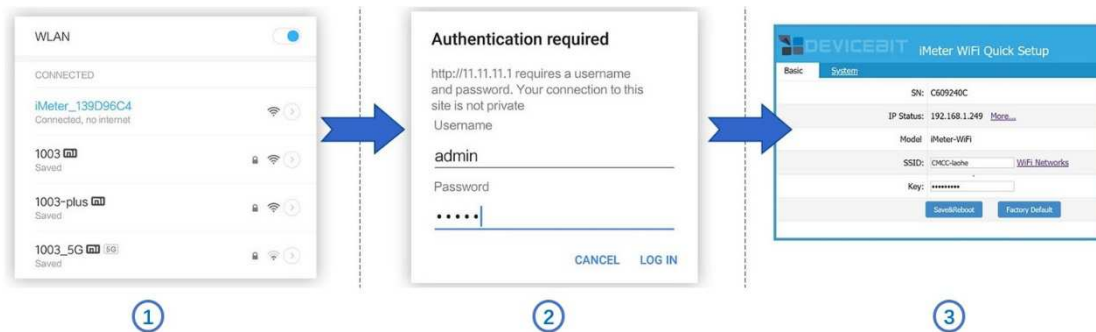 WLAN
CONNECTED
iMeter_139D96C4
Connected, no internet
1003 mi
Saved
1003-plus mi
Saved
1003_5G mi 5G
Saved
1
Authentication required
http://11.11.11.1 requires a username
and password. Your connection to this
site is not private
Username
admin
Password
•••••
CANCEL LOG IN
2
DEVICEBIT iMeter WiFi Quick Setup
Basic System
SN: C609240C
IP Status: 192.168.1.249 More...
Model iMeter-WiFi
SSID: CMCC-laohe WiFi Networks
Key: •••••••••
Save&Reboot Factory Default
3